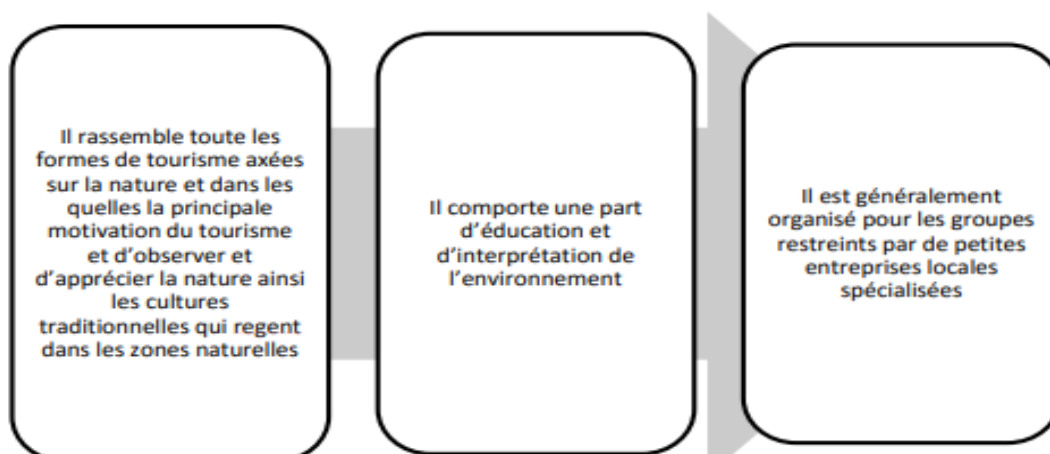 Il rassemble toute les
formes de tourisme axées
sur la nature et dans les
quelles la principale
motivation du tourisme
et d'observer et
d'apprécier la nature ainsi
les cultures
traditionnelles qui regent
dans les zones naturelles
Il comporte une part
d'éducation et
d'interprétation de
l'environnement
Il est généralement
organisé pour les groupes
restreints par de petites
entreprises locales
spécialisées